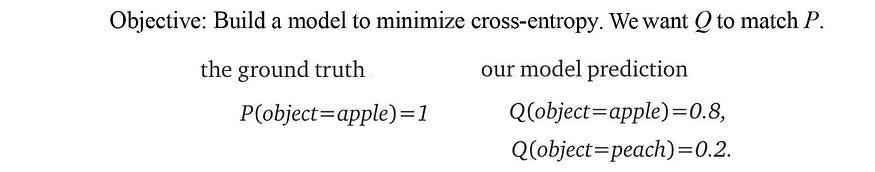 Objective: Build a model to minimize cross-entropy. We want Q to match P.
the ground truth
our model prediction
P(object=apple)=1
Q(object=apple)=0.8,
Q(object=peach)=0.2.